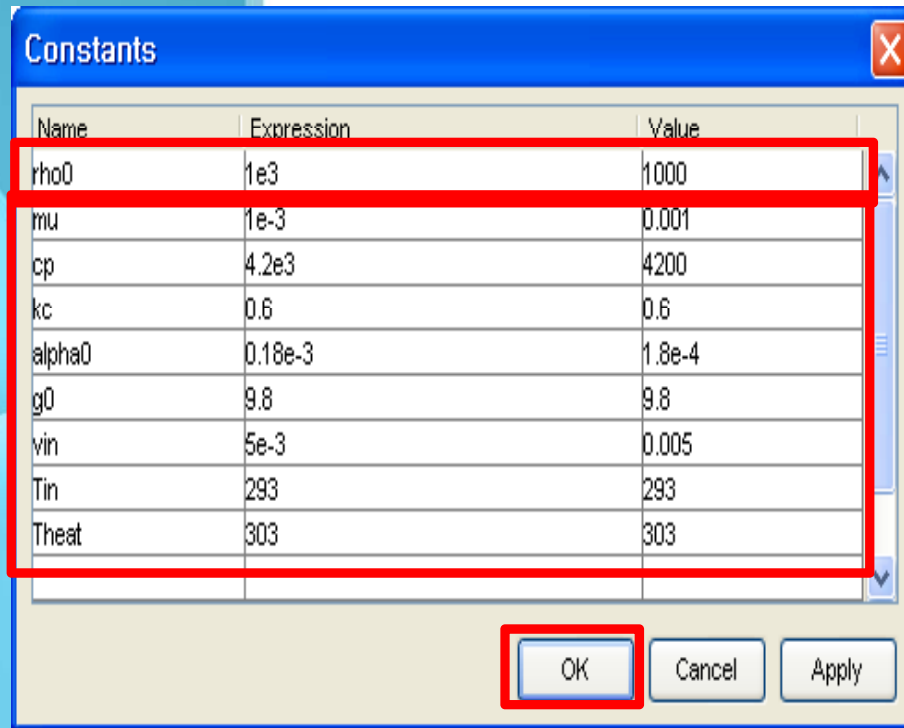 Constants
Name Expression Value
rho0 1e3 1000
mu 1e-3 0.001
cp 4.2e3 4200
kc 0.6 0.6
alpha0 0.18e-3 1.8e-4
g0 9.8 9.8
vin 5e-3 0.005
Tin 293 293
Theat 303 303
OK Cancel Apply